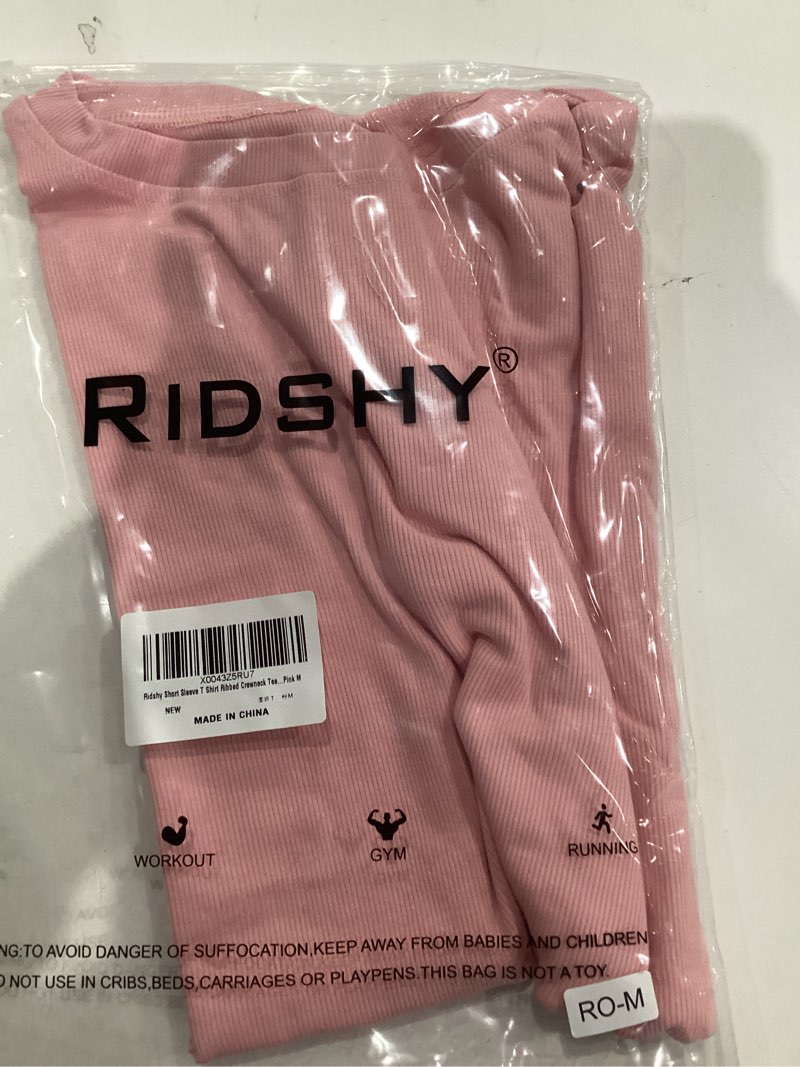 RIDSHY®
X0043Z5RU7
Ridshy Short Sleeve T Shirt Ribbed Crewneck Tee...Pink M
NEW
MADE IN CHINA
WORKOUT
GYM
RUNNING
NG:TO AVOID DANGER OF SUFFOCATION,KEEP AWAY FROM BABIES AND CHILDREN
O NOT USE IN CRIBS,BEDS,CARRIAGES OR PLAYPENS.THIS BAG IS NOT A TOY.
RO-M